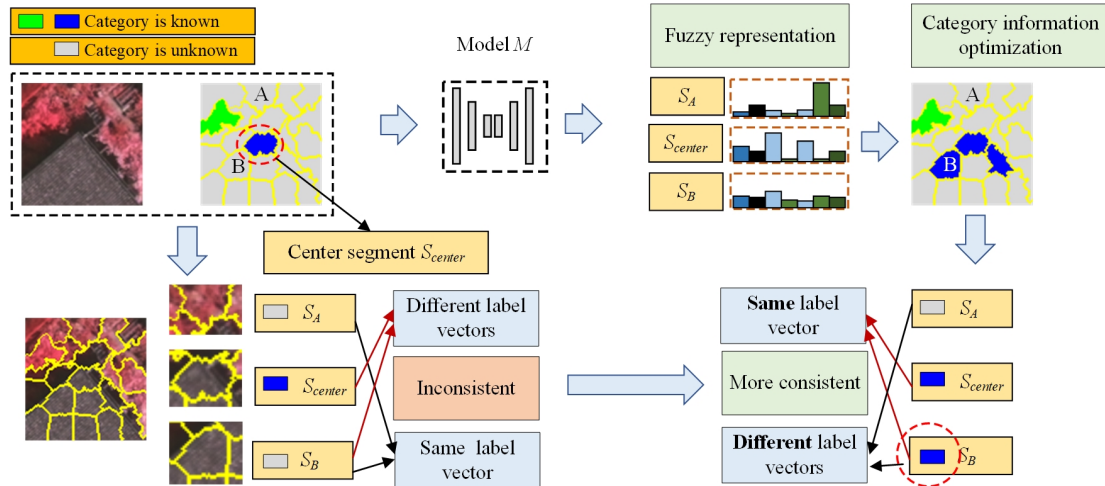 Category is known
Category is unknown
Model M
Fuzzy representation
Category information
optimization
A
B
S_A
S_center
S_B
A
B
Center segment S_center
S_A
S_center
S_B
Different label
vectors
Inconsistent
Same label
vector
Same label
vector
More consistent
Different label
vectors
S_A
S_center
S_B